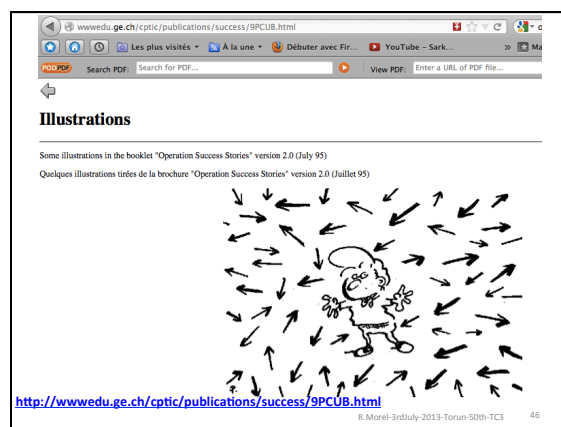 wwwedu.ge.ch/cptic/publications/success/9PCUB.html
Les plus visités À la une Débuter avec Fir... YouTube - Sark... » Ma
PODPDF Search PDF: Search for PDF... View PDF: Enter a URL of PDF file...
Illustrations
Some illustrations in the booklet "Operation Success Stories" version 2.0 (July 95)
Quelques illustrations tirées de la brochure "Operation Success Stories" version 2.0 (Juillet 95)
http://wwwedu.ge.ch/cptic/publications/success/9PCUB.html
R.Morel-3rdJuly-2013-Torun-50th-TC3 46